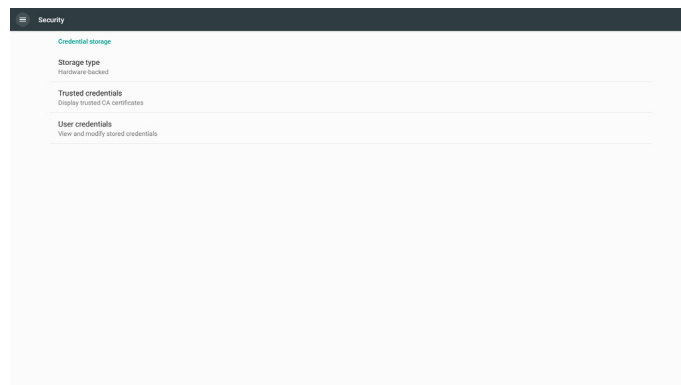 Security
Credential storage
Storage type
Hardware-backed
Trusted credentials
Display trusted CA certificates
User credentials
View and modify stored credentials